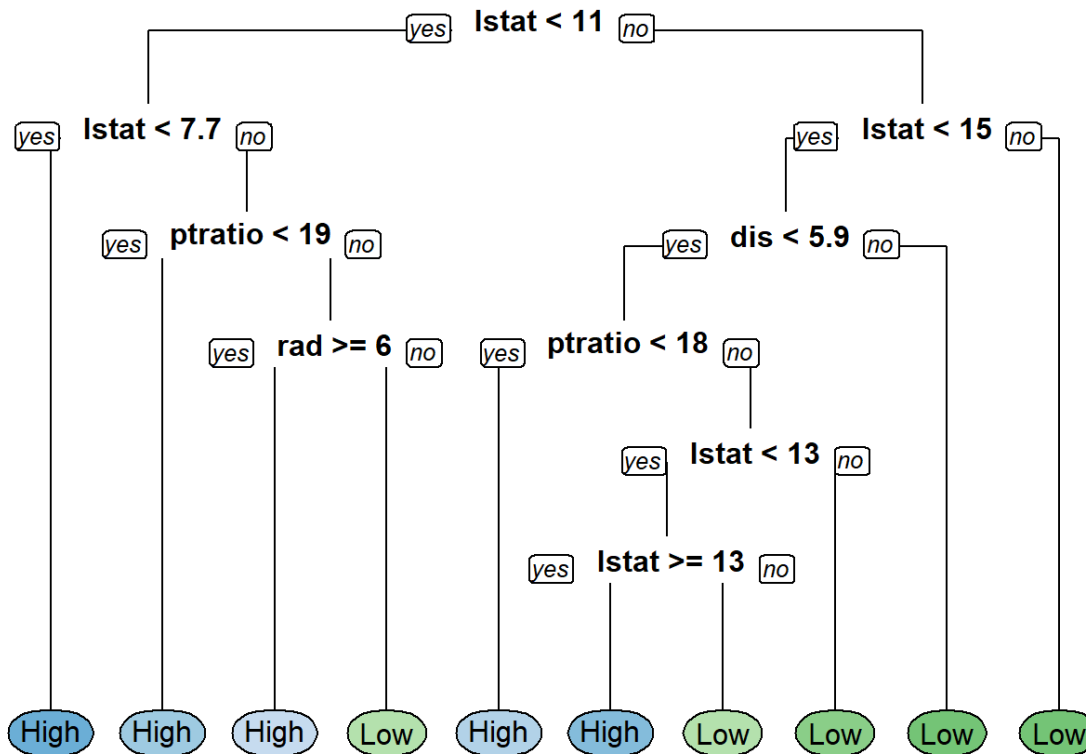 yes lstat < 11 no
yes lstat < 7.7 no yes lstat < 15 no
yes ptratio < 19 no yes dis < 5.9 no
yes rad >= 6 no yes ptratio < 18 no
yes lstat < 13 no
yes lstat >= 13 no
High High High Low High High Low Low Low Low